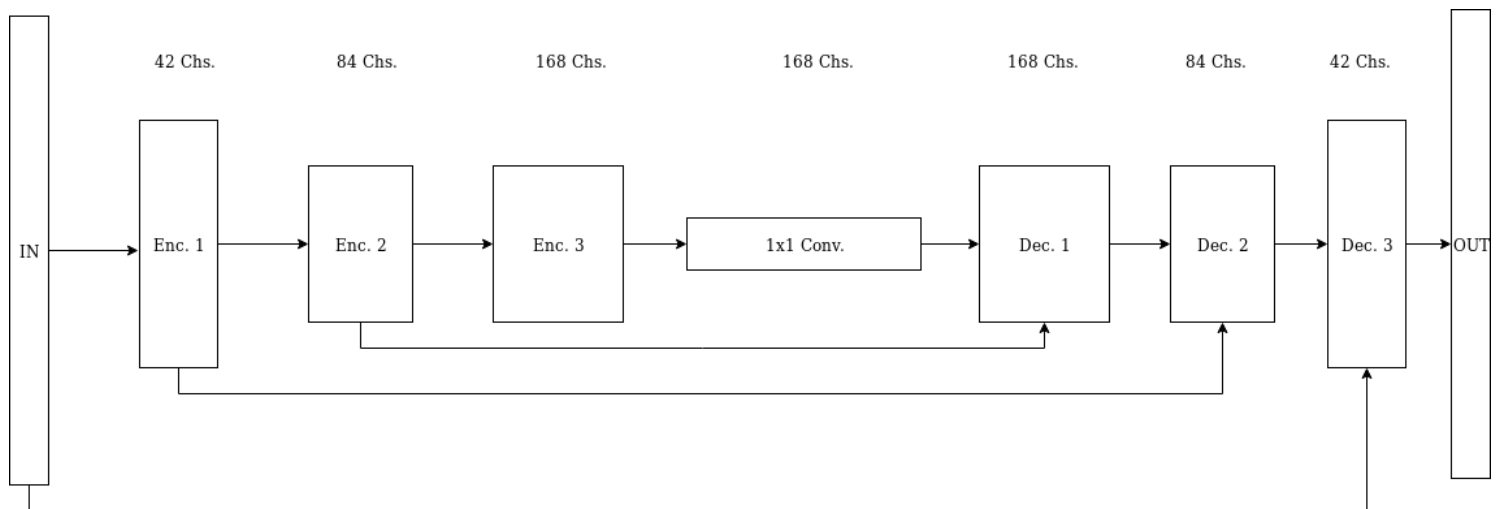 42 Chs.
84 Chs.
168 Chs.
168 Chs.
168 Chs.
84 Chs.
42 Chs.
IN
Enc. 1
Enc. 2
Enc. 3
1x1 Conv.
Dec. 1
Dec. 2
Dec. 3
OUT